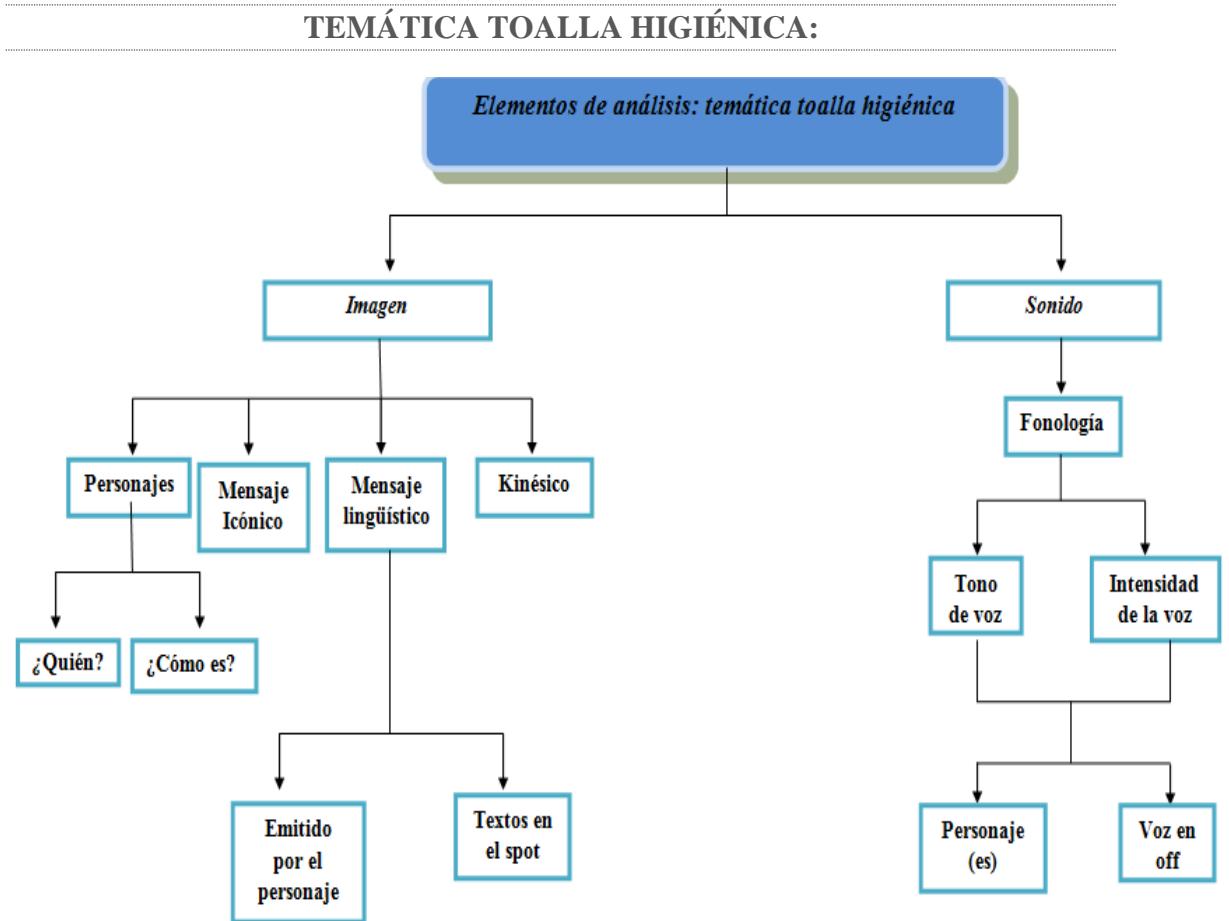 TEMÁTICA TOALLA HIGIÉNICA:
Elementos de análisis: temática toalla higiénica
Imagen
Sonido
Fonología
Personajes
Mensaje
Icónico
Mensaje
lingüístico
Kinésico
Tono
de voz
Intensidad
de la voz
¿Quién?
¿Cómo es?
Emitido
por el
personaje
Textos en
el spot
Personaje
(es)
Voz en
off